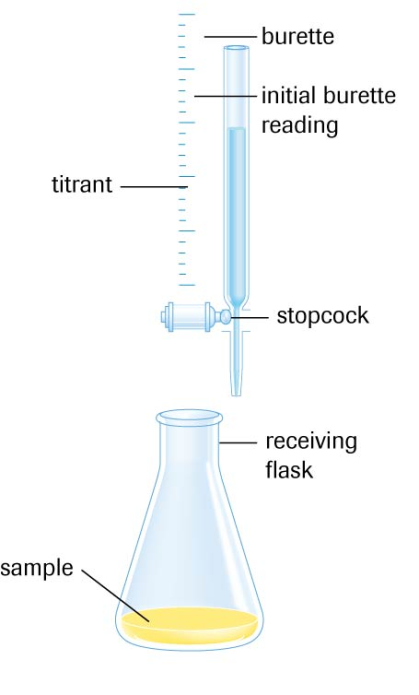 burette
initial burette
reading
titrant
stopcock
receiving
flask
sample